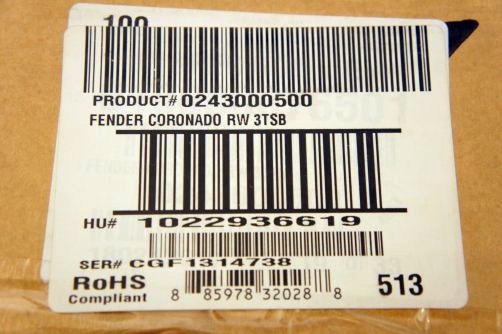 100
PRODUCT# 0243000500
FENDER CORONADO RW 3TSB
HU# 1022936619
SER# CGF1314738
RoHS
Compliant
8 85978 32028 8
513